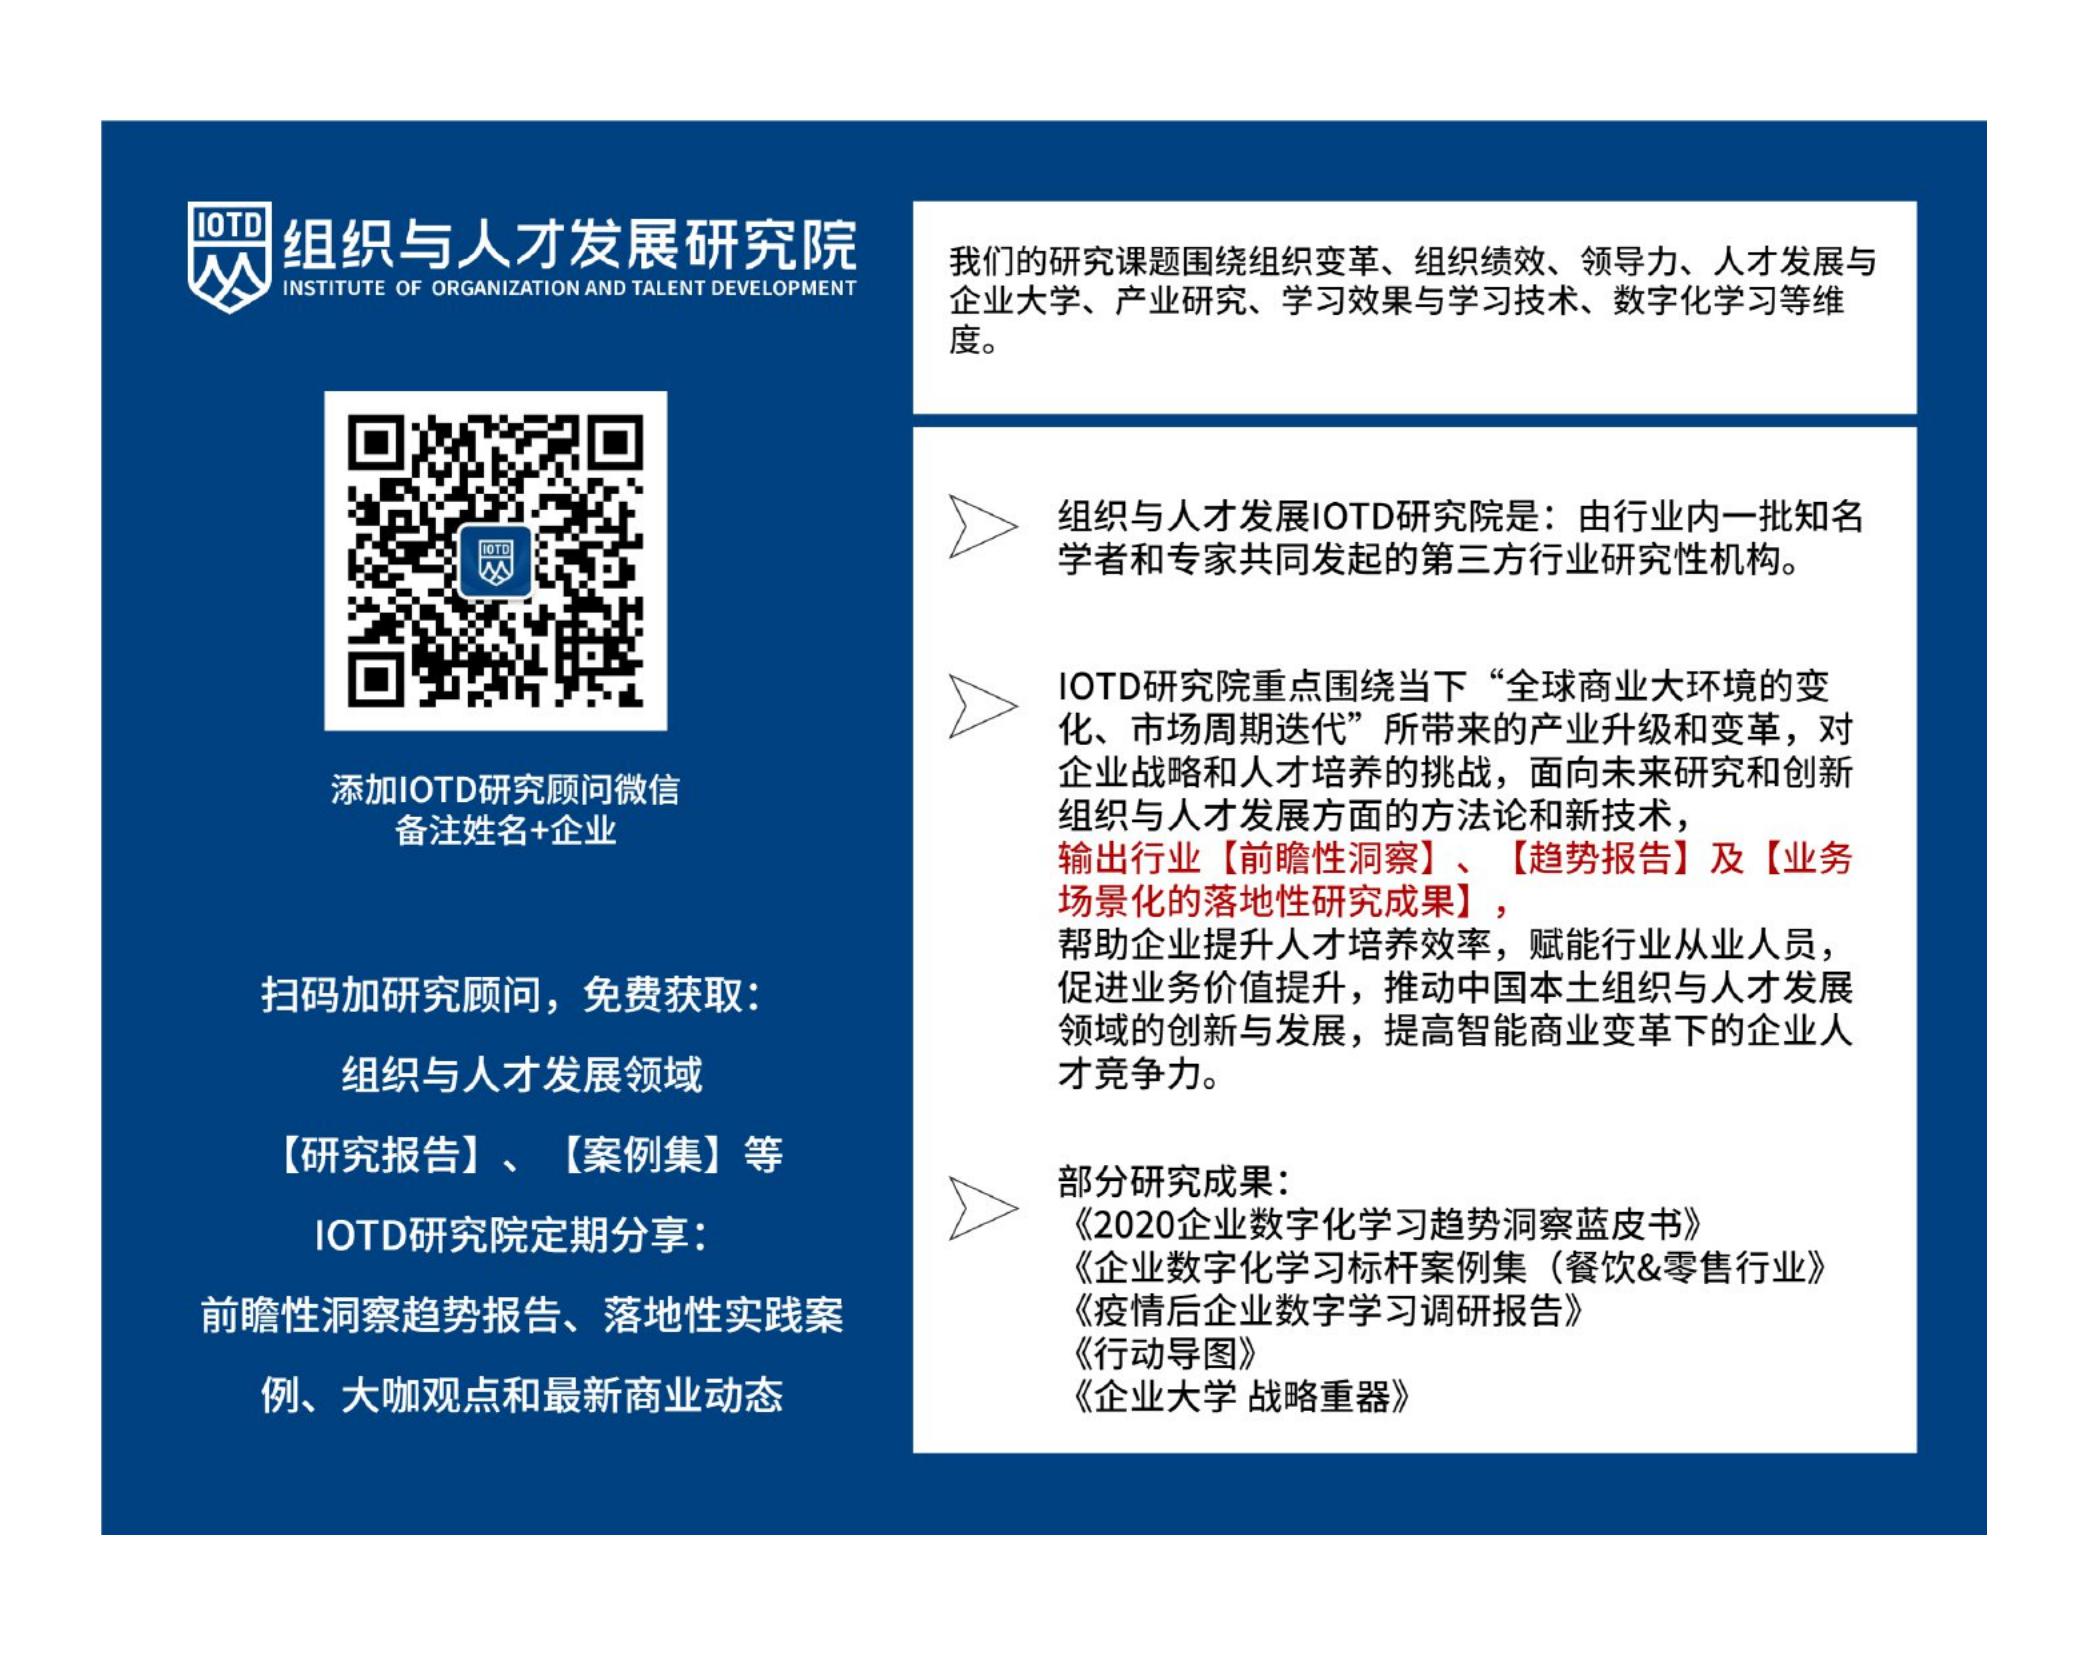 IOTD
组织与人才发展研究院
INSTITUTE OF ORGANIZATION AND TALENT DEVELOPMENT
IOTD
添加IOTD研究顾问微信
备注姓名+企业
扫码加研究顾问，免费获取：
组织与人才发展领域
【研究报告】、【案例集】等
IOTD研究院定期分享：
前瞻性洞察趋势报告、落地性实践案
例、大咖观点和最新商业动态
我们的研究课题围绕组织变革、组织绩效、领导力、人才发展与
企业大学、产业研究、学习效果与学习技术、数字化学习等维
度。
组织与人才发展IOTD研究院是：由行业内一批知名
学者和专家共同发起的第三方行业研究性机构。
IOTD研究院重点围绕当下“全球商业大环境的变
化、市场周期迭代”所带来的产业升级和变革，对
企业战略和人才培养的挑战，面向未来研究和创新
组织与人才发展方面的方法论和新技术，
输出行业【前瞻性洞察】、【趋势报告】及【业务
场景化的落地性研究成果】，
帮助企业提升人才培养效率，赋能行业从业人员，
促进业务价值提升，推动中国本土组织与人才发展
领域的创新与发展，提高智能商业变革下的企业人
才竞争力。
部分研究成果：
《2020企业数字化学习趋势洞察蓝皮书》
《企业数字化学习标杆案例集（餐饮&零售行业》
《疫情后企业数字学习调研报告》
《行动导图》
《企业大学 战略重器》